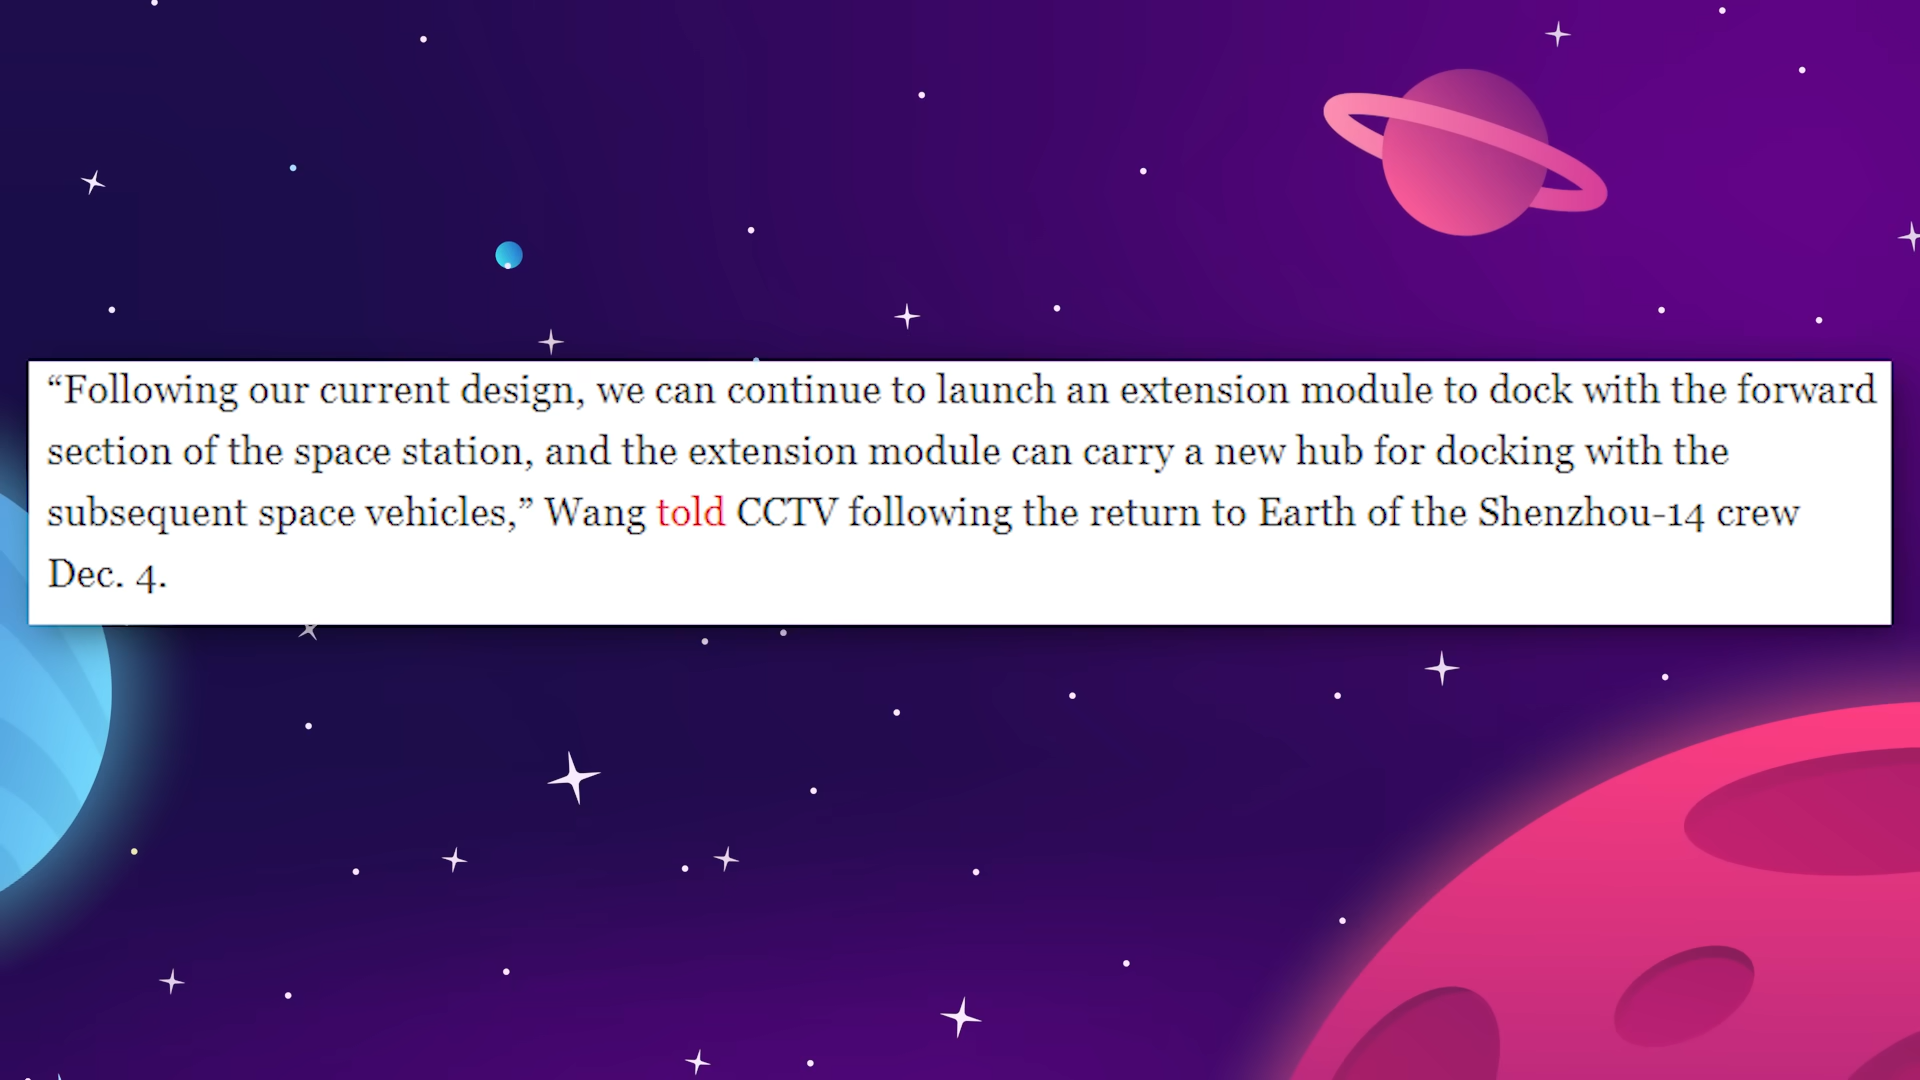 “Following our current design, we can continue to launch an extension module to dock with the forward
section of the space station, and the extension module can carry a new hub for docking with the
subsequent space vehicles,” Wang told CCTV following the return to Earth of the Shenzhou-14 crew
Dec. 4.